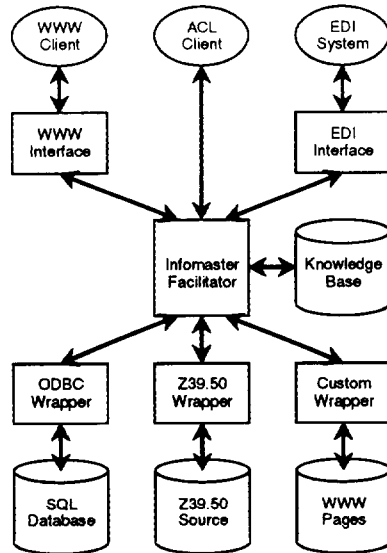 WWW
Client
ACL
Client
EDI
System
WWW
Interface
EDI
Interface
Infomaster
Facilitator
Knowledge
Base
ODBC
Wrapper
Z39.50
Wrapper
Custom
Wrapper
SQL
Database
Z39.50
Source
WWW
Pages